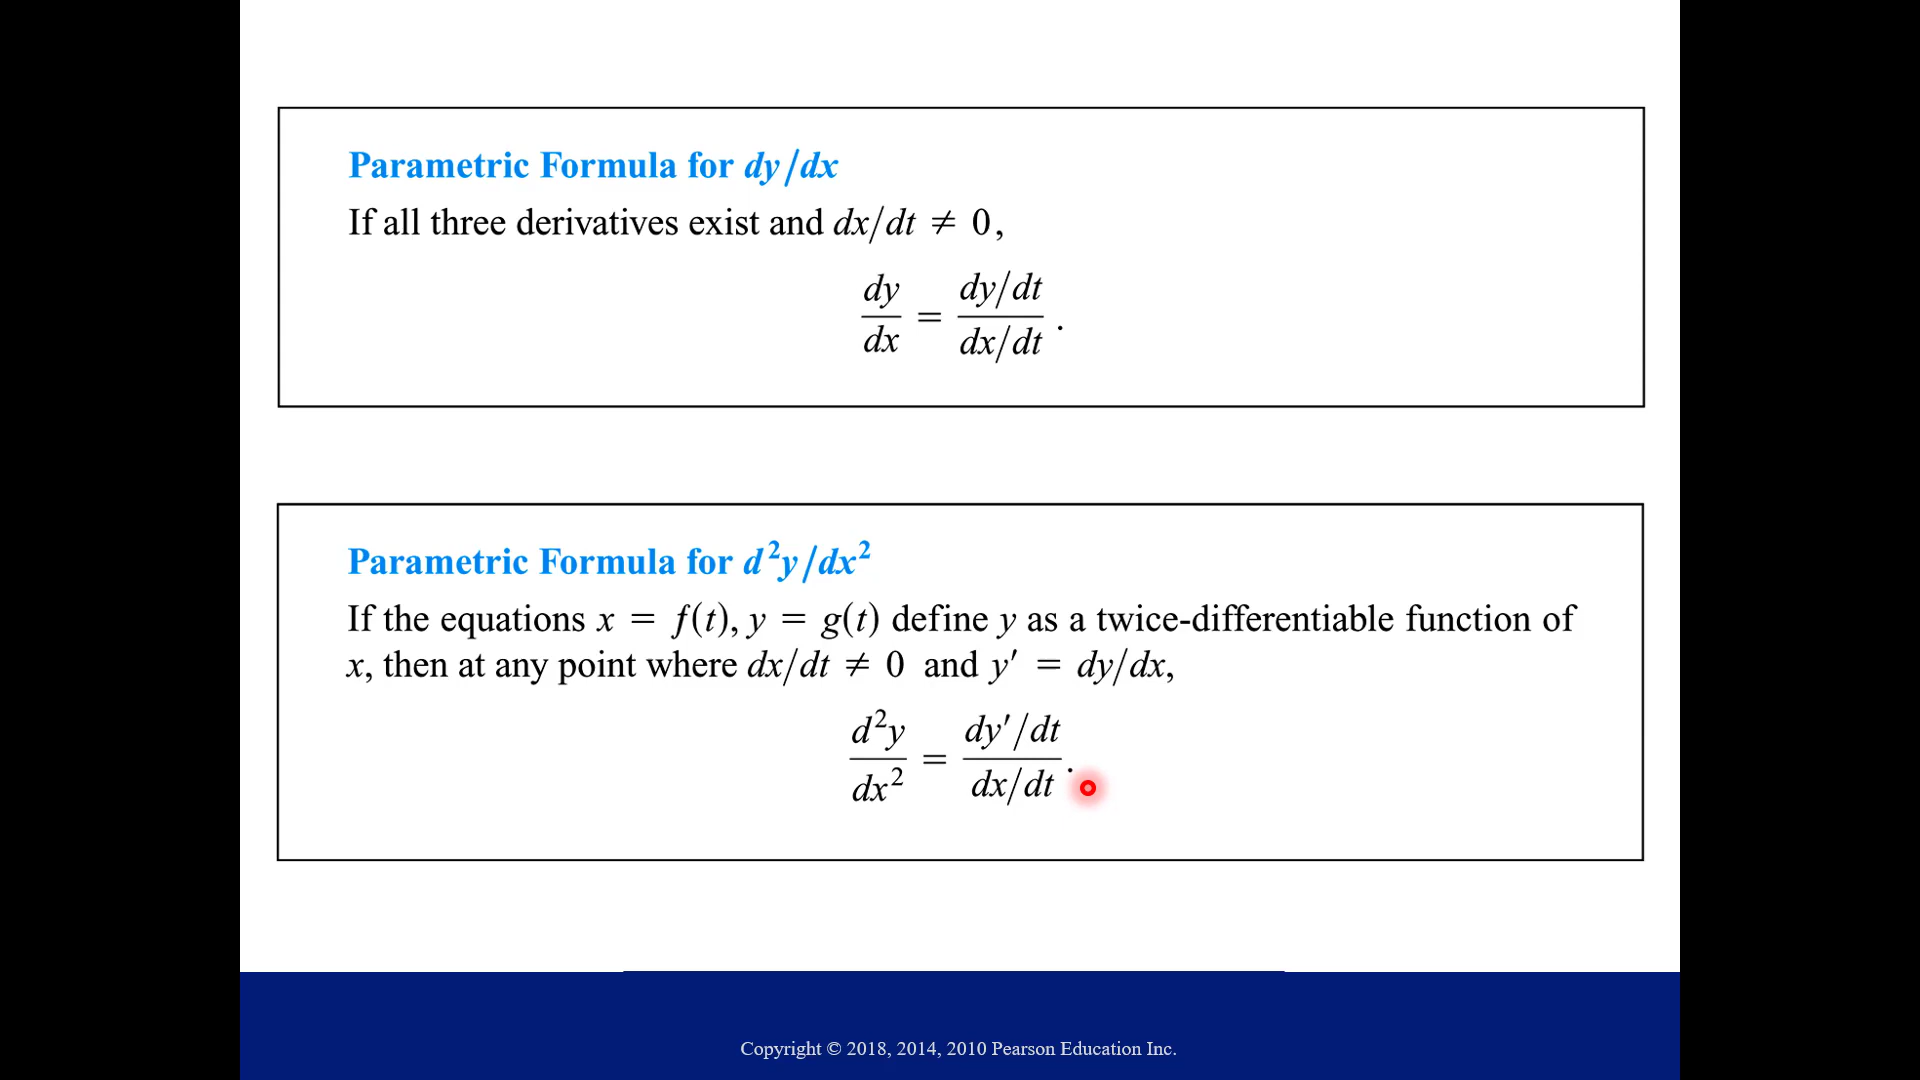 Parametric Formula for dy/dx
If all three derivatives exist and dx/dt ≠ 0,
dy/dx = (dy/dt)/(dx/dt).
Parametric Formula for d²y/dx²
If the equations x = f(t), y = g(t) define y as a twice-differentiable function of
x, then at any point where dx/dt ≠ 0 and y′ = dy/dx,
d²y/dx² = (dy′/dt)/(dx/dt).
Copyright © 2018, 2014, 2010 Pearson Education Inc.